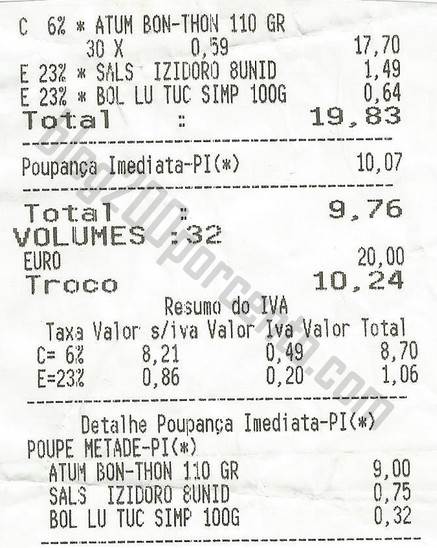 C 6% * ATUM BON-THON 110 GR
30 X 0,59 17,70
E 23% * SALS IZIDORO 8UNID 1,49
E 23% * BOL LU TUC SIMP 100G 0,64
Total : 19,83
Poupança Imediata-PI(*) 10,07
Total : 9,76
VOLUMES :32
EURO 20,00
Troco 10,24
Resumo do IVA
Taxa Valor s/iva Valor Iva Valor Total
C= 6% 8,21 0,49 8,70
E=23% 0,86 0,20 1,06
Detalhe Poupança Imediata-PI(*)
POUPE METADE-PI(*)
ATUM BON-THON 110 GR 9,00
SALS IZIDORO 8UNID 0,75
BOL LU TUC SIMP 100G 0,32
blog200porcento.com